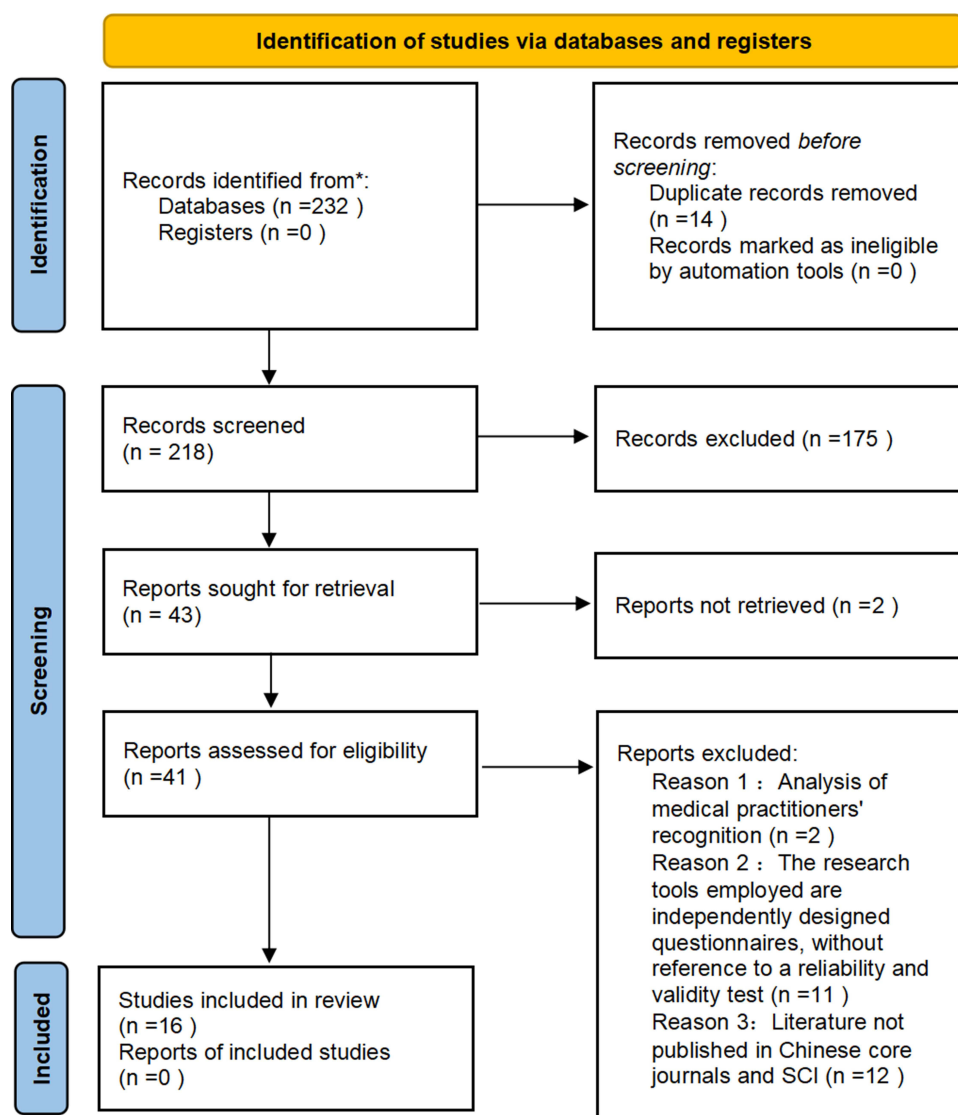 Identification of studies via databases and registers
Identification
Records identified from*:
Databases (n =232 )
Registers (n =0 )
Records removed before
screening:
Duplicate records removed
(n =14 )
Records marked as ineligible
by automation tools (n =0 )
Screening
Records screened
(n = 218)
Records excluded (n =175 )
Reports sought for retrieval
(n = 43)
Reports not retrieved (n =2 )
Reports assessed for eligibility
(n =41 )
Reports excluded:
Reason 1： Analysis of
medical practitioners'
recognition (n =2 )
Reason 2： The research
tools employed are
independently designed
questionnaires, without
reference to a reliability and
validity test (n =11 )
Reason 3：Literature not
published in Chinese core
journals and SCI (n =12 )
Included
Studies included in review
(n =16 )
Reports of included studies
(n =0 )